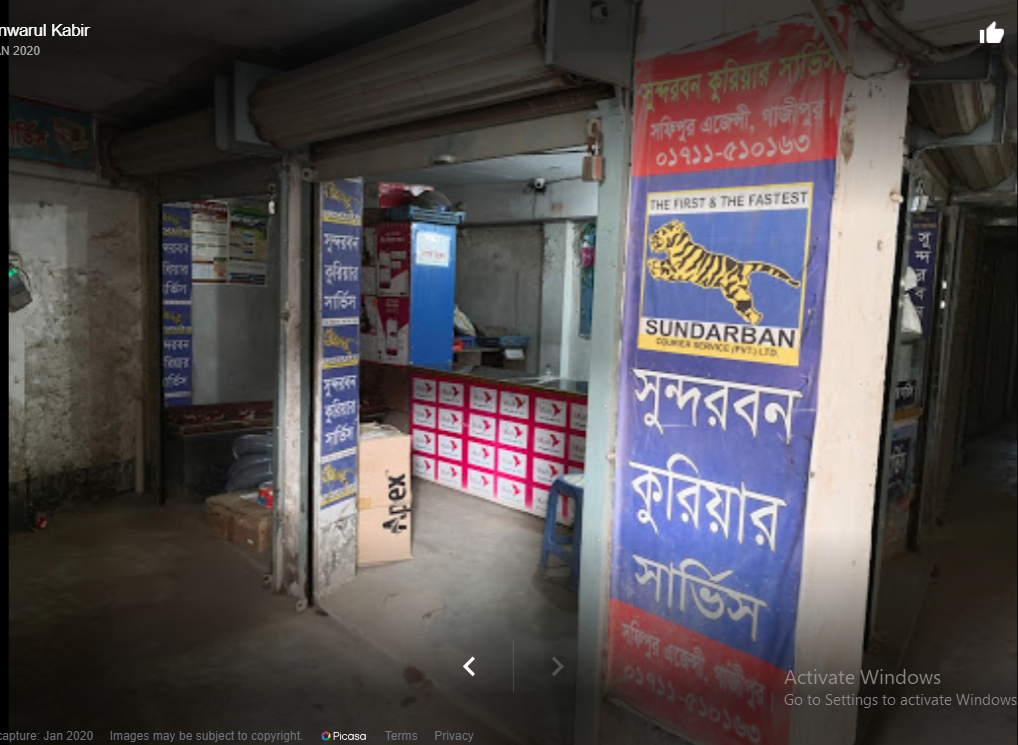 nwarul Kabir
AN 2020
সুন্দরবন কুরিয়ার সার্ভিস
সফিপুর এজেন্সী, গাজীপুর
০১৭১১-৫১০১৬৩
THE FIRST & THE FASTEST
SUNDARBAN
COURIER SERVICE (PVT.) LTD.
সুন্দরবন
কুরিয়ার
সার্ভিস
সফিপুর এজেন্সী, গাজীপুর
০১৭১১-৫১০১৬৩
সুন্দরবন
কুরিয়ার
সার্ভিস
সুন্দরবন
কুরিয়ার
সার্ভিস
Apex
Activate Windows
Go to Settings to activate Windows
capture: Jan 2020 Images may be subject to copyright. Picasa Terms Privacy